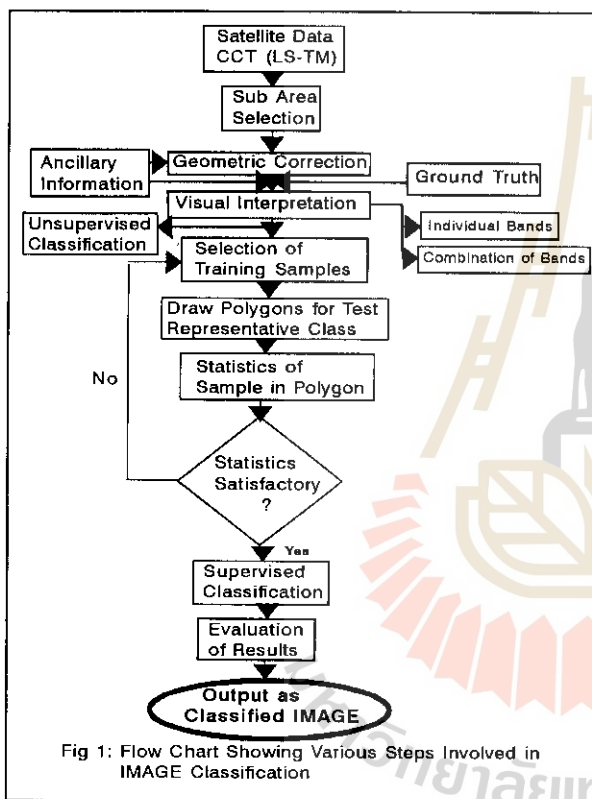 Satellite Data
CCT (LS-TM)
Sub Area
Selection
Ancillary
Information
Geometric Correction
Ground Truth
Visual Interpretation
Unsupervised
Classification
Individual Bands
Combination of Bands
Selection of
Training Samples
Draw Polygons for Test
Representative Class
No
Statistics of
Sample in Polygon
Statistics
Satisfactory
?
Yes
Supervised
Classification
Evaluation
of Results
Output as
Classified IMAGE
Fig 1: Flow Chart Showing Various Steps Involved in
IMAGE Classification